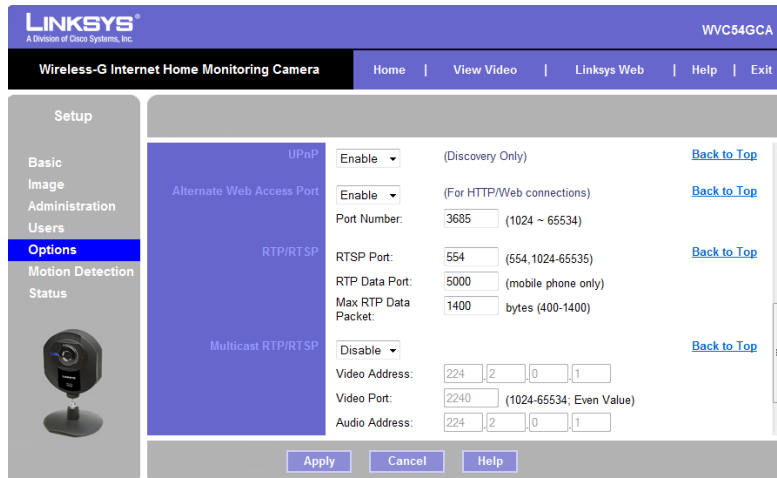 LINKSYS®
A Division of Cisco Systems, Inc.
WVC54GCA
Wireless-G Internet Home Monitoring Camera
Home | View Video | Linksys Web | Help | Exit
Setup
Basic
Image
Administration
Users
Options
Motion Detection
Status
UPnP Enable (Discovery Only) Back to Top
Alternate Web Access Port Enable (For HTTP/Web connections) Back to Top
Port Number: 3685 (1024 ~ 65534)
RTP/RTSP RTSP Port: 554 (554,1024-65535) Back to Top
RTP Data Port: 5000 (mobile phone only)
Max RTP Data
Packet: 1400 bytes (400-1400)
Multicast RTP/RTSP Disable Back to Top
Video Address: 224 .2 .0 .1
Video Port: 2240 (1024-65534; Even Value)
Audio Address: 224 .2 .0 .1
Apply Cancel Help